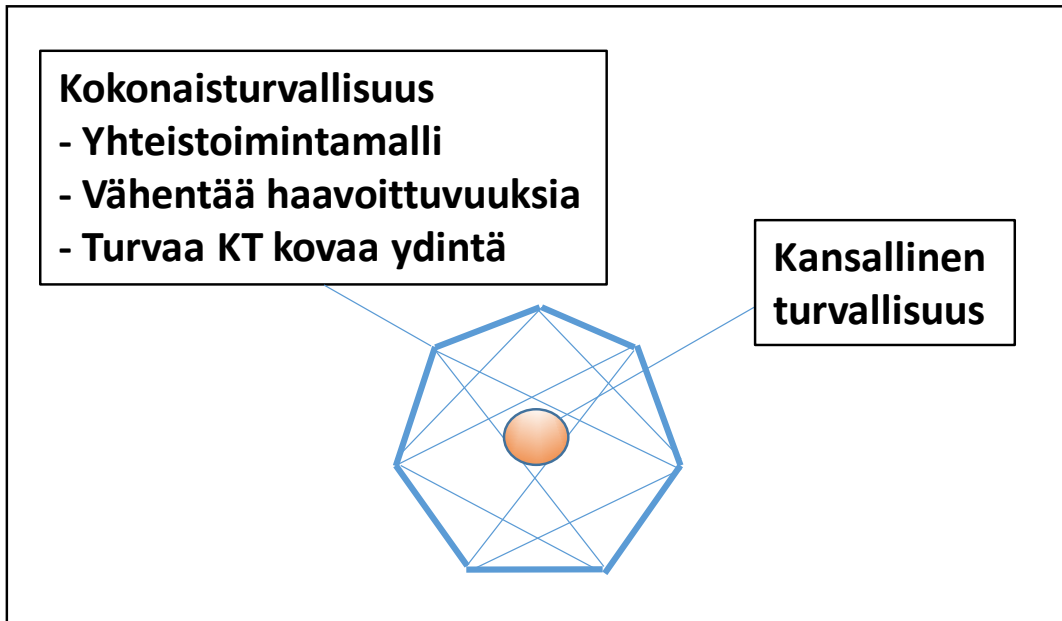 Kokonaisturvallisuus
- Yhteistoimintamalli
- Vähentää haavoittuvuuksia
- Turvaa KT kovaa ydintä
Kansallinen
turvallisuus